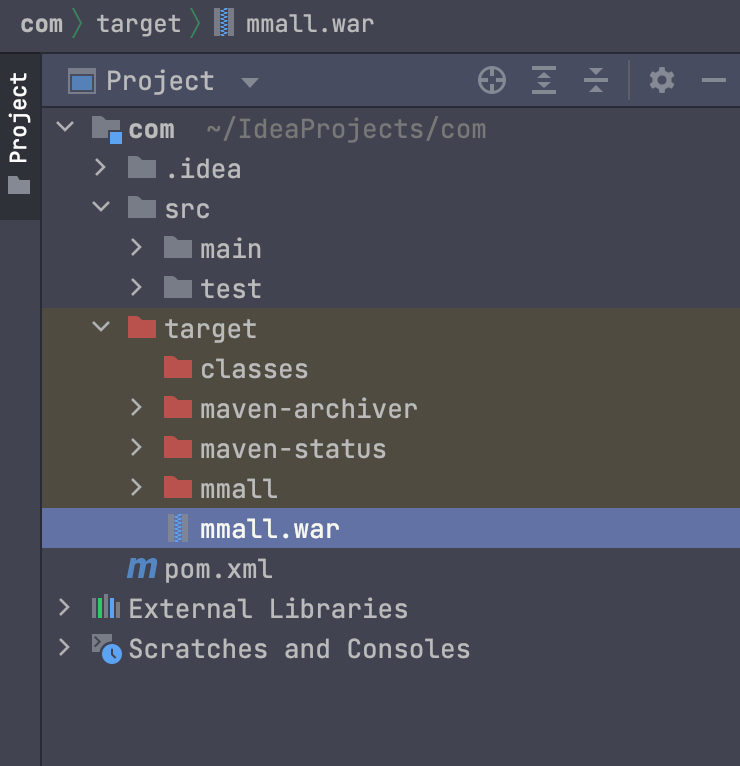 com target mmall.war
Project
Project
com ~/IdeaProjects/com
.idea
src
main
test
target
classes
maven-archiver
maven-status
mmall
mmall.war
m pom.xml
External Libraries
Scratches and Consoles